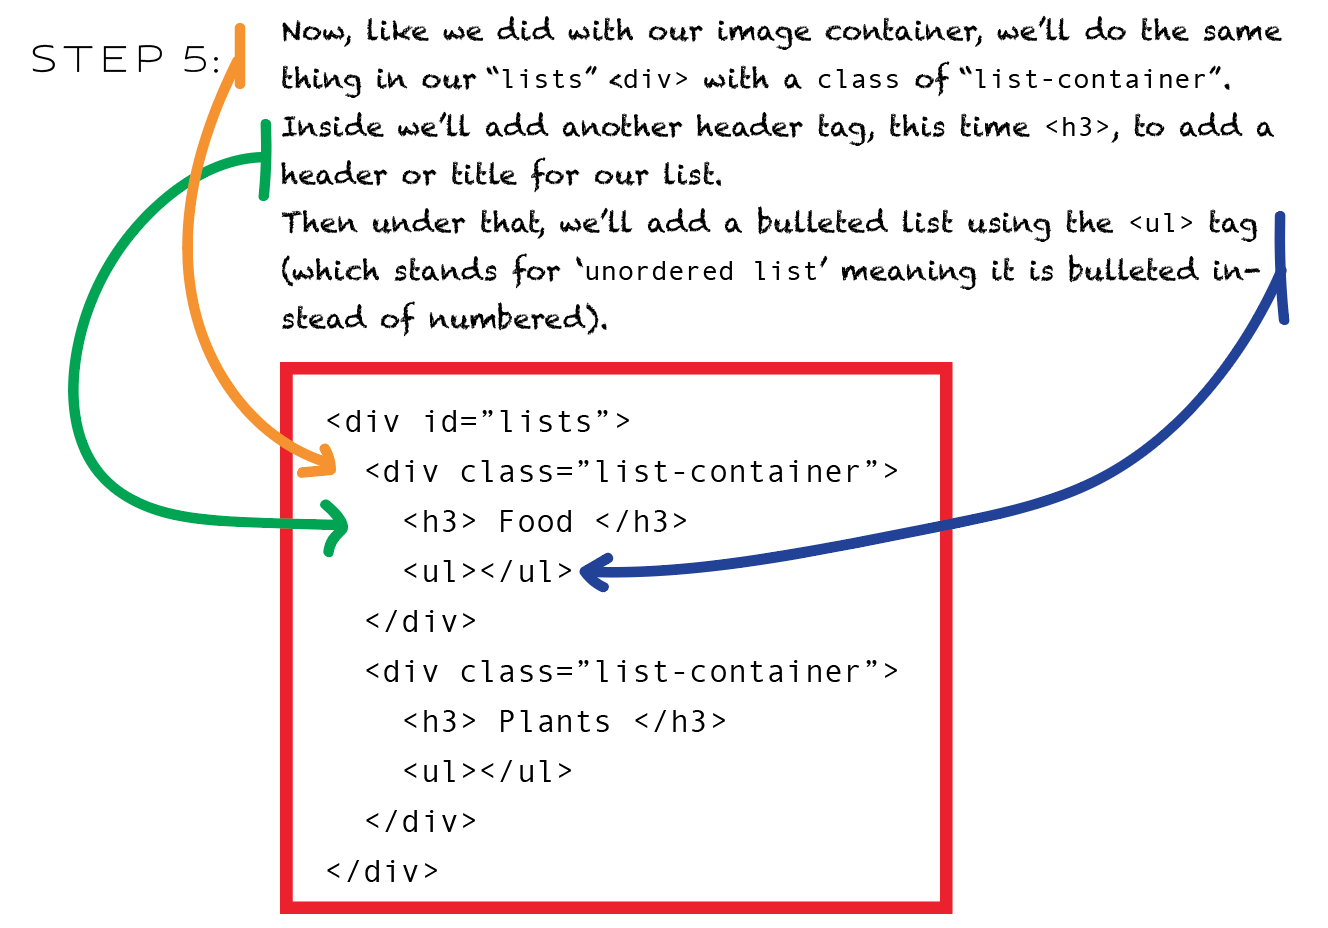 STEP 5:
Now, like we did with our image container, we’ll do the same
thing in our “lists” <div> with a class of “list-container”.
Inside we’ll add another header tag, this time <h3>, to add a
header or title for our list.
Then under that, we’ll add a bulleted list using the <ul> tag
(which stands for ‘unordered list’ meaning it is bulleted in-
stead of numbered).
<div id=”lists”>
<div class=”list-container”>
<h3> Food </h3>
<ul></ul>
</div>
<div class=”list-container”>
<h3> Plants </h3>
<ul></ul>
</div>
</div>